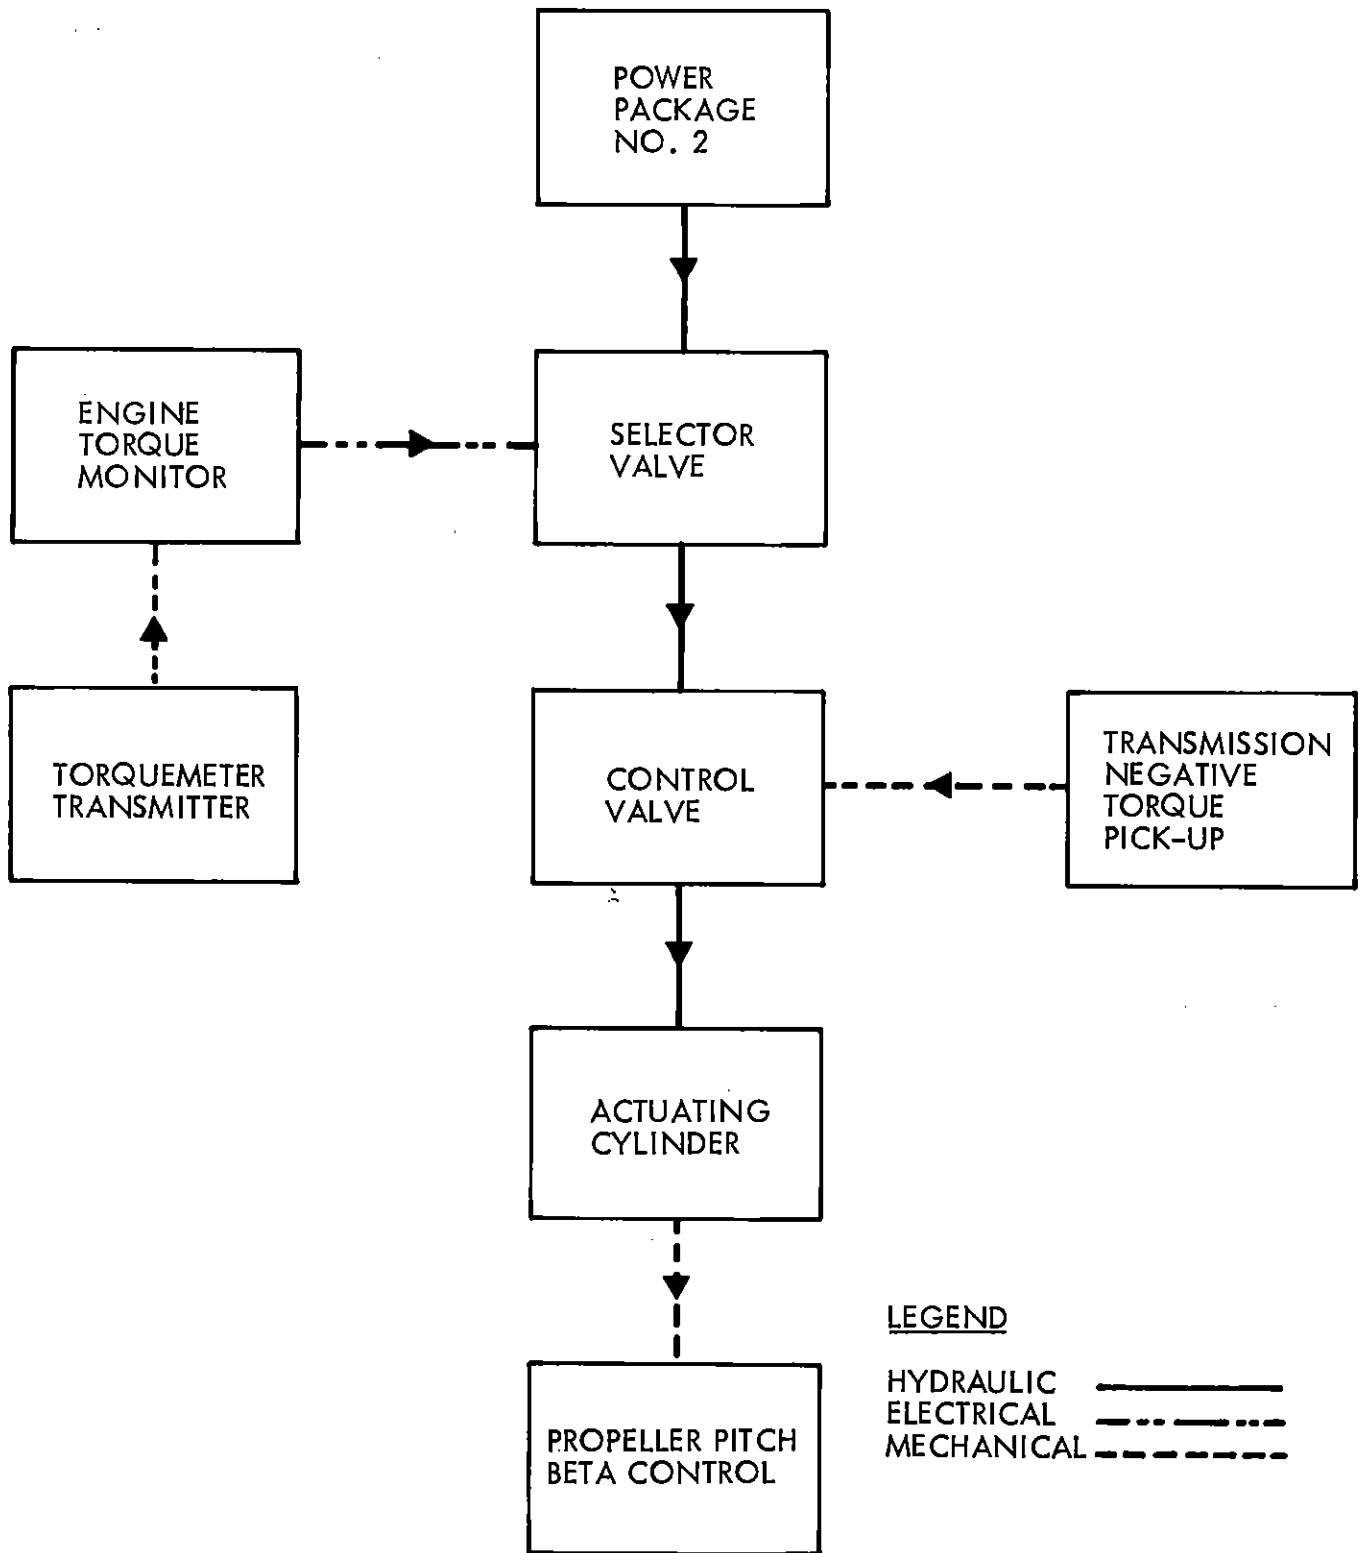 POWER
PACKAGE
NO. 2
ENGINE
TORQUE
MONITOR
SELECTOR
VALVE
TORQUEMETER
TRANSMITTER
CONTROL
VALVE
TRANSMISSION
NEGATIVE
TORQUE
PICK-UP
ACTUATING
CYLINDER
PROPELLER PITCH
BETA CONTROL
LEGEND
HYDRAULIC
ELECTRICAL
MECHANICAL